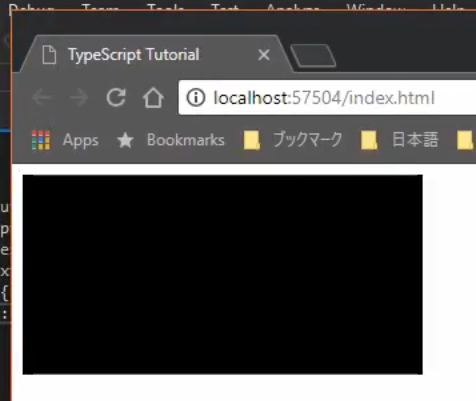 Debug Team Tools Test Analyze Window Help
TypeScript Tutorial
localhost:57504/index.html
Apps Bookmarks ブックマーク 日本語